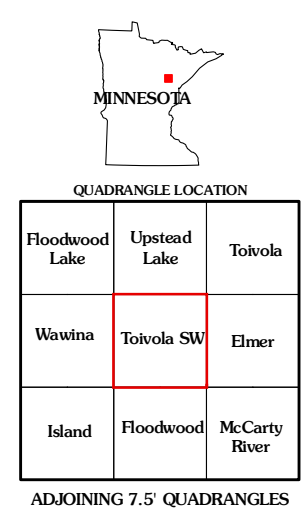 MINNESOTA
QUADRANGLE LOCATION
Floodwood
Lake
Upstead
Lake
Toivola
Wawina
Toivola SW
Elmer
Island
Floodwood
McCarty
River
ADJOINING 7.5' QUADRANGLES